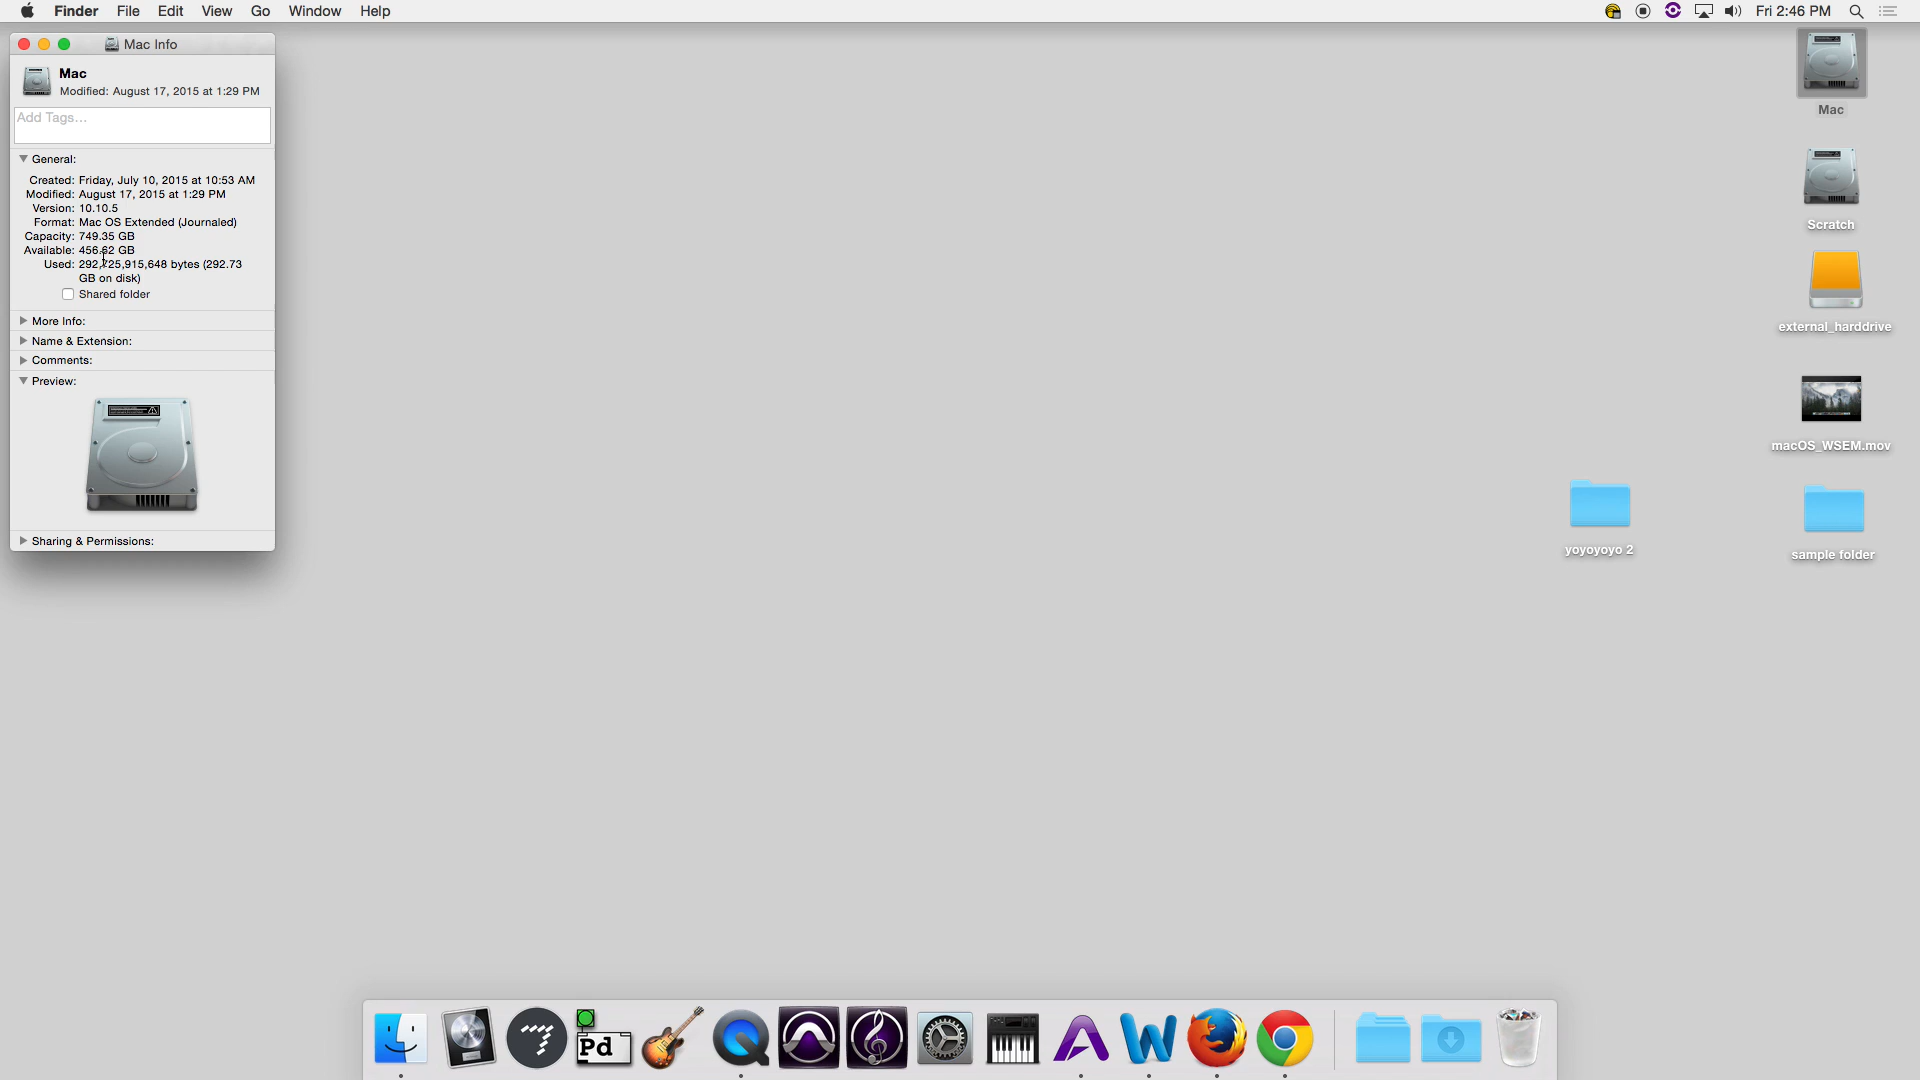 Finder File Edit View Go Window Help
Fri 2:46 PM
Mac Info
Mac
Modified: August 17, 2015 at 1:29 PM
Add Tags...
General:
Created: Friday, July 10, 2015 at 10:53 AM
Modified: August 17, 2015 at 1:29 PM
Version: 10.10.5
Format: Mac OS Extended (Journaled)
Capacity: 749.35 GB
Available: 456.62 GB
Used: 292,725,915,648 bytes (292.73
GB on disk)
Shared folder
More Info:
Name & Extension:
Comments:
Preview:
Sharing & Permissions:
Mac
Scratch
external_harddrive
macOS_WSEM.mov
yoyoyoyo 2
sample folder
Pd